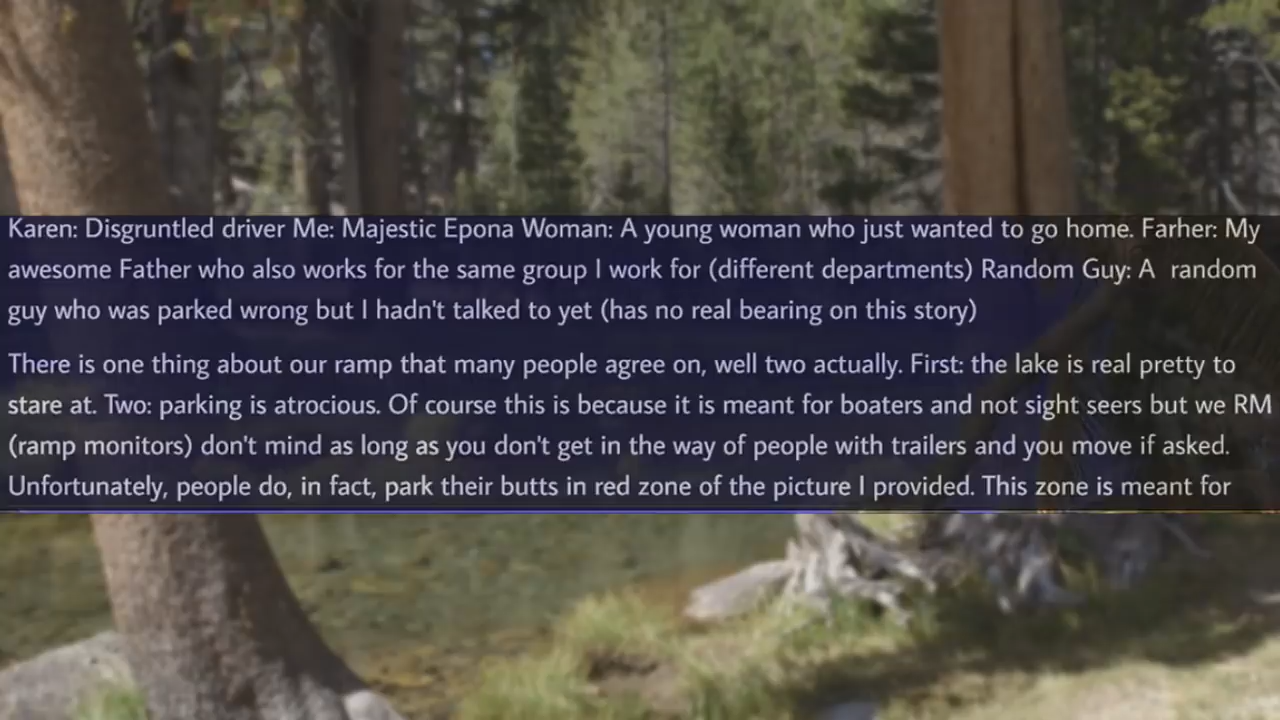 Karen: Disgruntled driver Me: Majestic Epona Woman: A young woman who just wanted to go home. Farher: My
awesome Father who also works for the same group I work for (different departments) Random Guy: A random
guy who was parked wrong but I hadn't talked to yet (has no real bearing on this story)
There is one thing about our ramp that many people agree on, well two actually. First: the lake is real pretty to
stare at. Two: parking is atrocious. Of course this is because it is meant for boaters and not sight seers but we RM
(ramp monitors) don't mind as long as you don't get in the way of people with trailers and you move if asked.
Unfortunately, people do, in fact, park their butts in red zone of the picture I provided. This zone is meant for